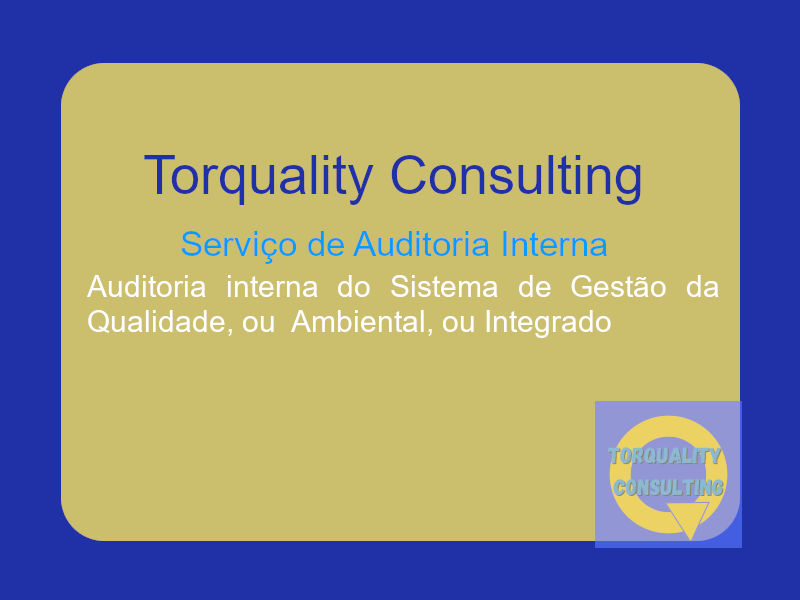 Torquality Consulting
Serviço de Auditoria Interna
Auditoria interna do Sistema de Gestão da
Qualidade, ou  Ambiental, ou Integrado
TORQUALITY
CONSULTING